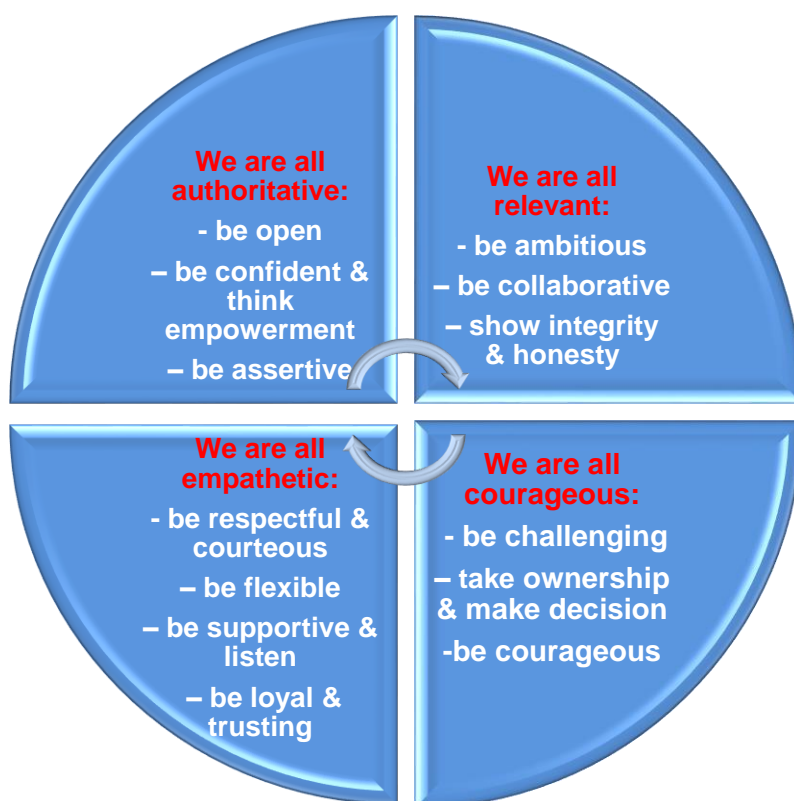 We are all
authoritative:
- be open
– be confident &
think
empowerment
– be assertive
We are all
relevant:
- be ambitious
– be collaborative
– show integrity
& honesty
We are all
empathetic:
- be respectful &
courteous
– be flexible
– be supportive &
listen
– be loyal &
trusting
We are all
courageous:
- be challenging
– take ownership
& make decision
-be courageous